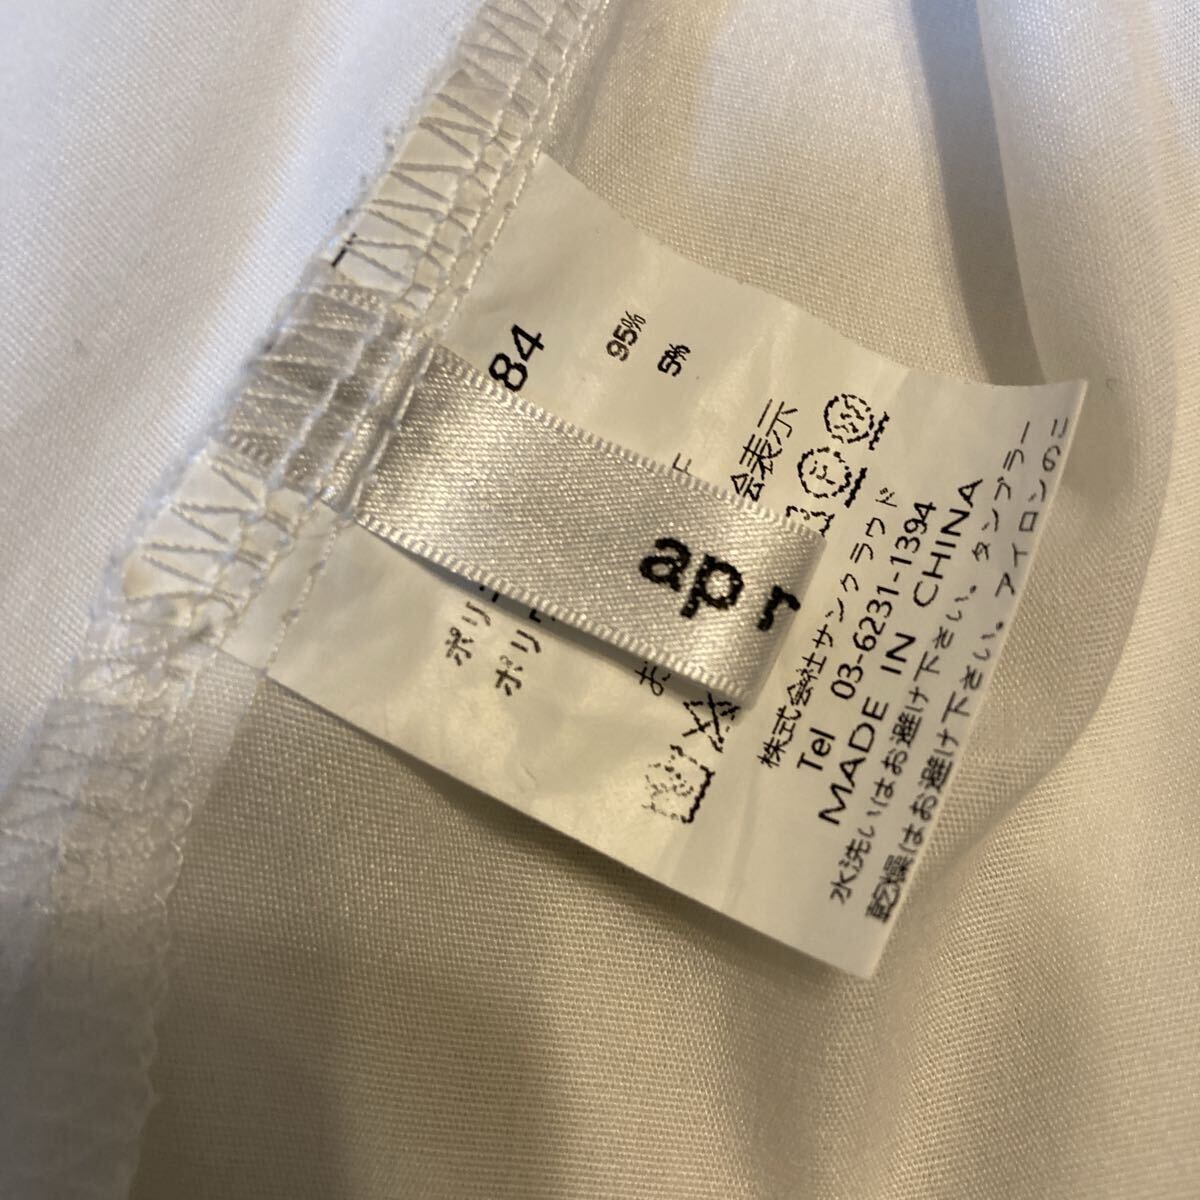 84
95%
5%
ポリ
ポリ
会表示
apr
株式会社サンクラウド
Tel 03-6231-1394
MADE IN CHINA
水洗いはお避け下さい。タンブラー
乾燥はお避け下さい。アイロンのこ